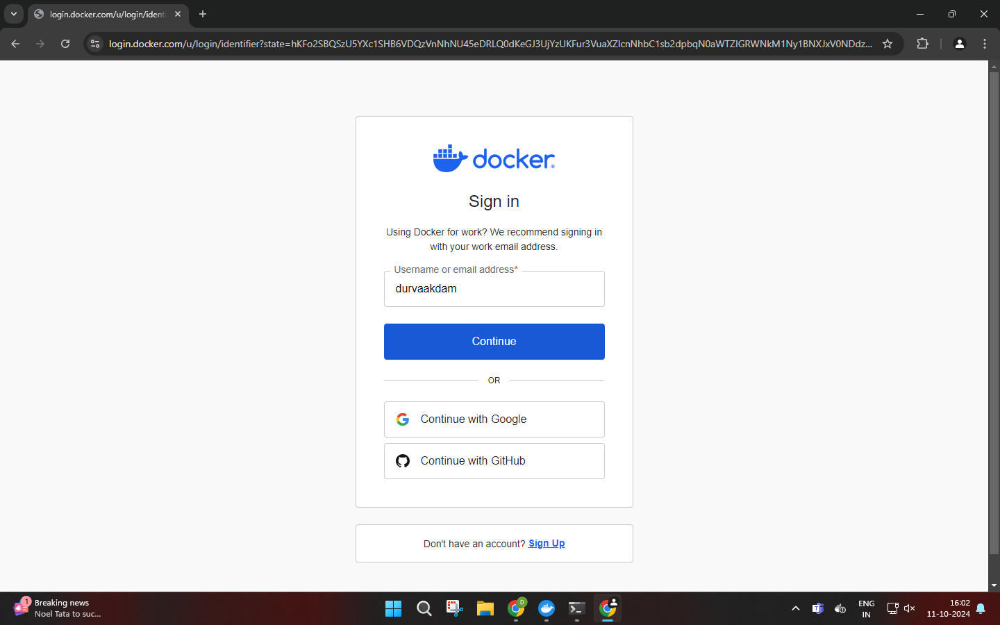 login.docker.com/u/login/ident
login.docker.com/u/login/identifier?state=hKFo2SBQSzU5YXc1SHB6VDQzVnNhNU45eDRLQ0dKeGJ3UjYzUKFur3VuaXZlcnNhbC1sb2dpbqN0aWTZIGRWNkM1Ny1BNXJxV0NDdz...
docker
Sign in
Using Docker for work? We recommend signing in
with your work email address.
Username or email address*
durvaakdam
Continue
OR
Continue with Google
Continue with GitHub
Don't have an account? Sign Up
1
Breaking news
Noel Tata to suc...
D
ENG
IN
16:02
11-10-2024